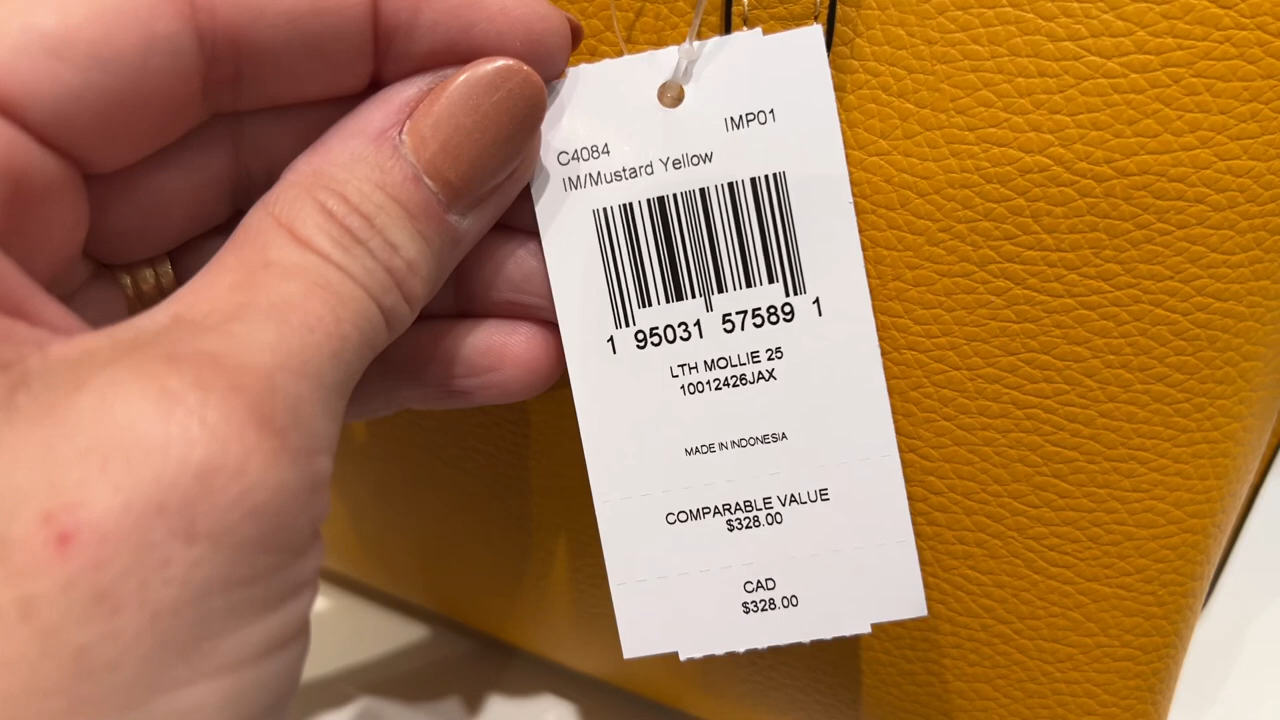 IMP01
C4084
IM/Mustard Yellow
1 95031 57589 1
LTH MOLLIE 25
10012426JAX
MADE IN INDONESIA
COMPARABLE VALUE
$328.00
CAD
$328.00